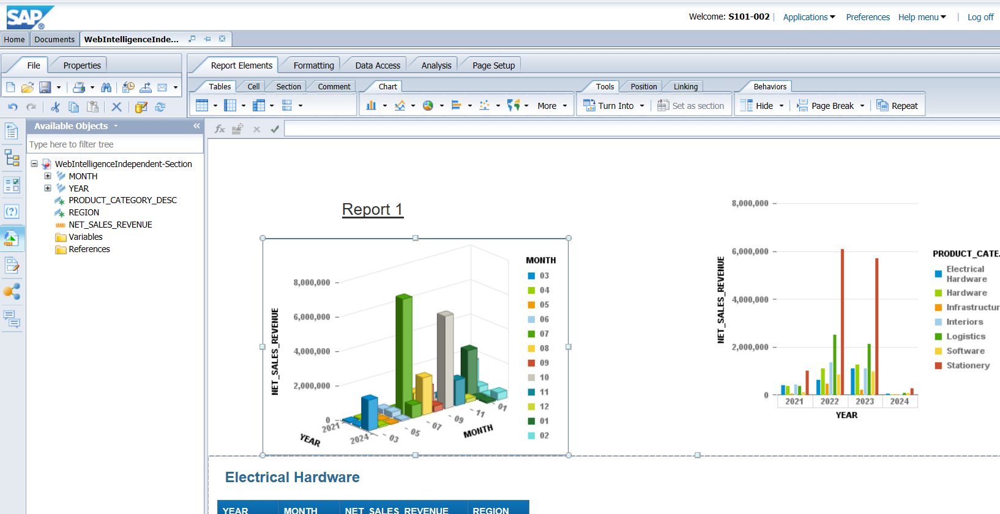 SAP ®
Welcome: S101-002 | Applications Preferences Help menu | Log off
Home Documents WebIntelligenceInde...
File Properties Report Elements Formatting Data Access Analysis Page Setup
Tables Cell Section Comment Chart Tools Position Linking Behaviors
More Turn Into Set as section Hide Page Break Repeat
Available Objects «
fx
Type here to filter tree
WebIntelligenceIndependent-Section
MONTH
YEAR
PRODUCT_CATEGORY_DESC
REGION
NET_SALES_REVENUE
Variables
References
Report 1
NET_SALES_REVENUE
8,000,000
6,000,000
4,000,000
2,000,000
0
2021
2024
YEAR
03
05
07
09
11
01
MONTH
MONTH
03
04
05
06
07
08
09
10
11
12
01
02
NET_SALES_REVENUE
8,000,000
6,000,000
4,000,000
2,000,000
0
2021 2022 2023 2024
YEAR
PRODUCT_CATE.
Electrical
Hardware
Hardware
Infrastructur
Interiors
Logistics
Software
Stationery
Electrical Hardware
YEAR MONTH NET_SALES_REVENUE REGION